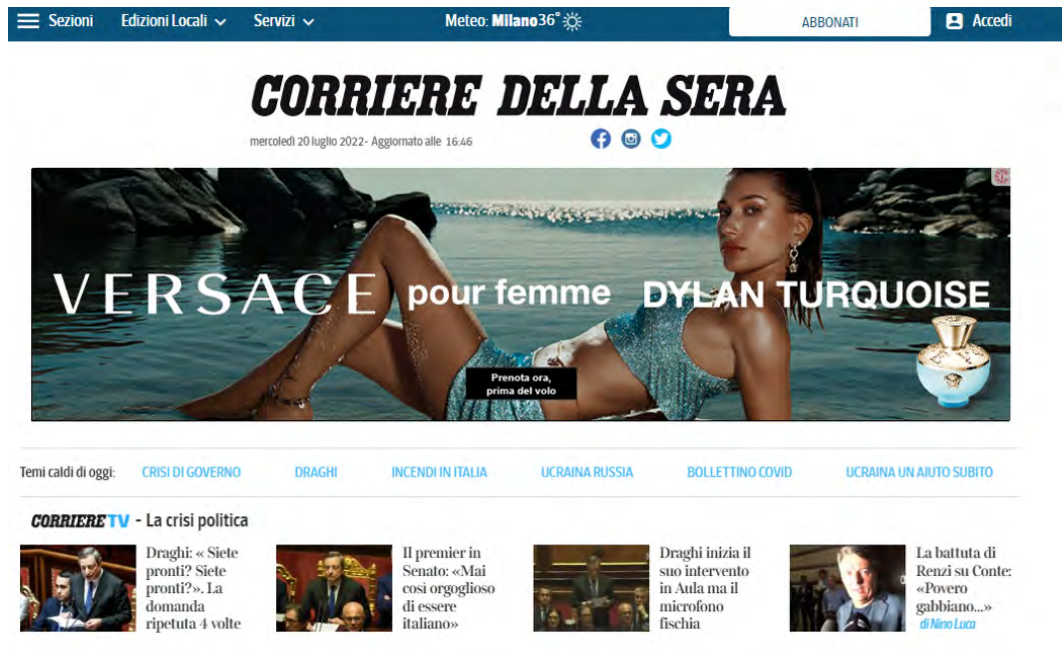 Sezioni Edizioni Locali Servizi Meteo: Milano 36° ABBONATI Accedi
CORRIERE DELLA SERA
mercoledì 20 luglio 2022- Aggiornato alle 16:46
VERSACE pour femme DYLAN TURQUOISE
Prenota ora,
prima del volo
Temi caldi di oggi: CRISI DI GOVERNO DRAGHI INCENDI IN ITALIA UCRAINA RUSSIA BOLLETTINO COVID UCRAINA UN AIUTO SUBITO
CORRIERE TV - La crisi politica
Draghi: « Siete
pronti? Siete
pronti?». La
domanda
ripetuta 4 volte
Il premier in
Senato: «Mai
così orgoglioso
di essere
italiano»
Draghi inizia il
suo intervento
in Aula ma il
microfono
fischia
La battuta di
Renzi su Conte:
«Povero
gabbiano...»
di Nino Luca